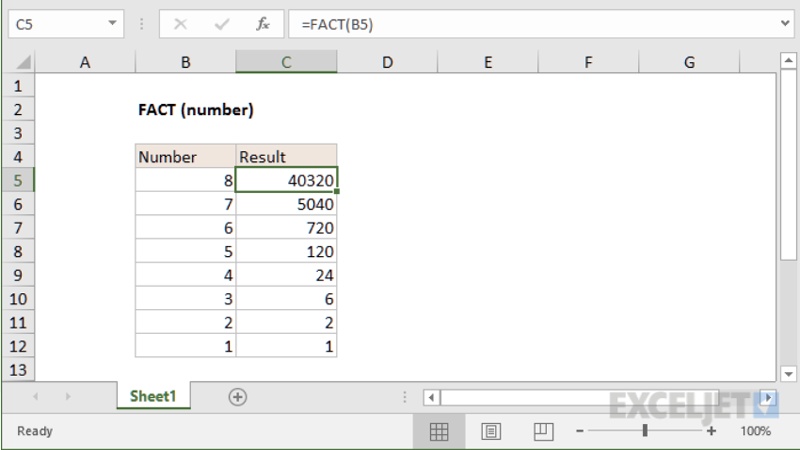 C5 fx =FACT(B5)
A B C D E F G
1
2 FACT (number)
3
4 Number Result
5 8 40320
6 7 5040
7 6 720
8 5 120
9 4 24
10 3 6
11 2 2
12 1 1
13
Sheet1
EXCELJET
Ready 100%